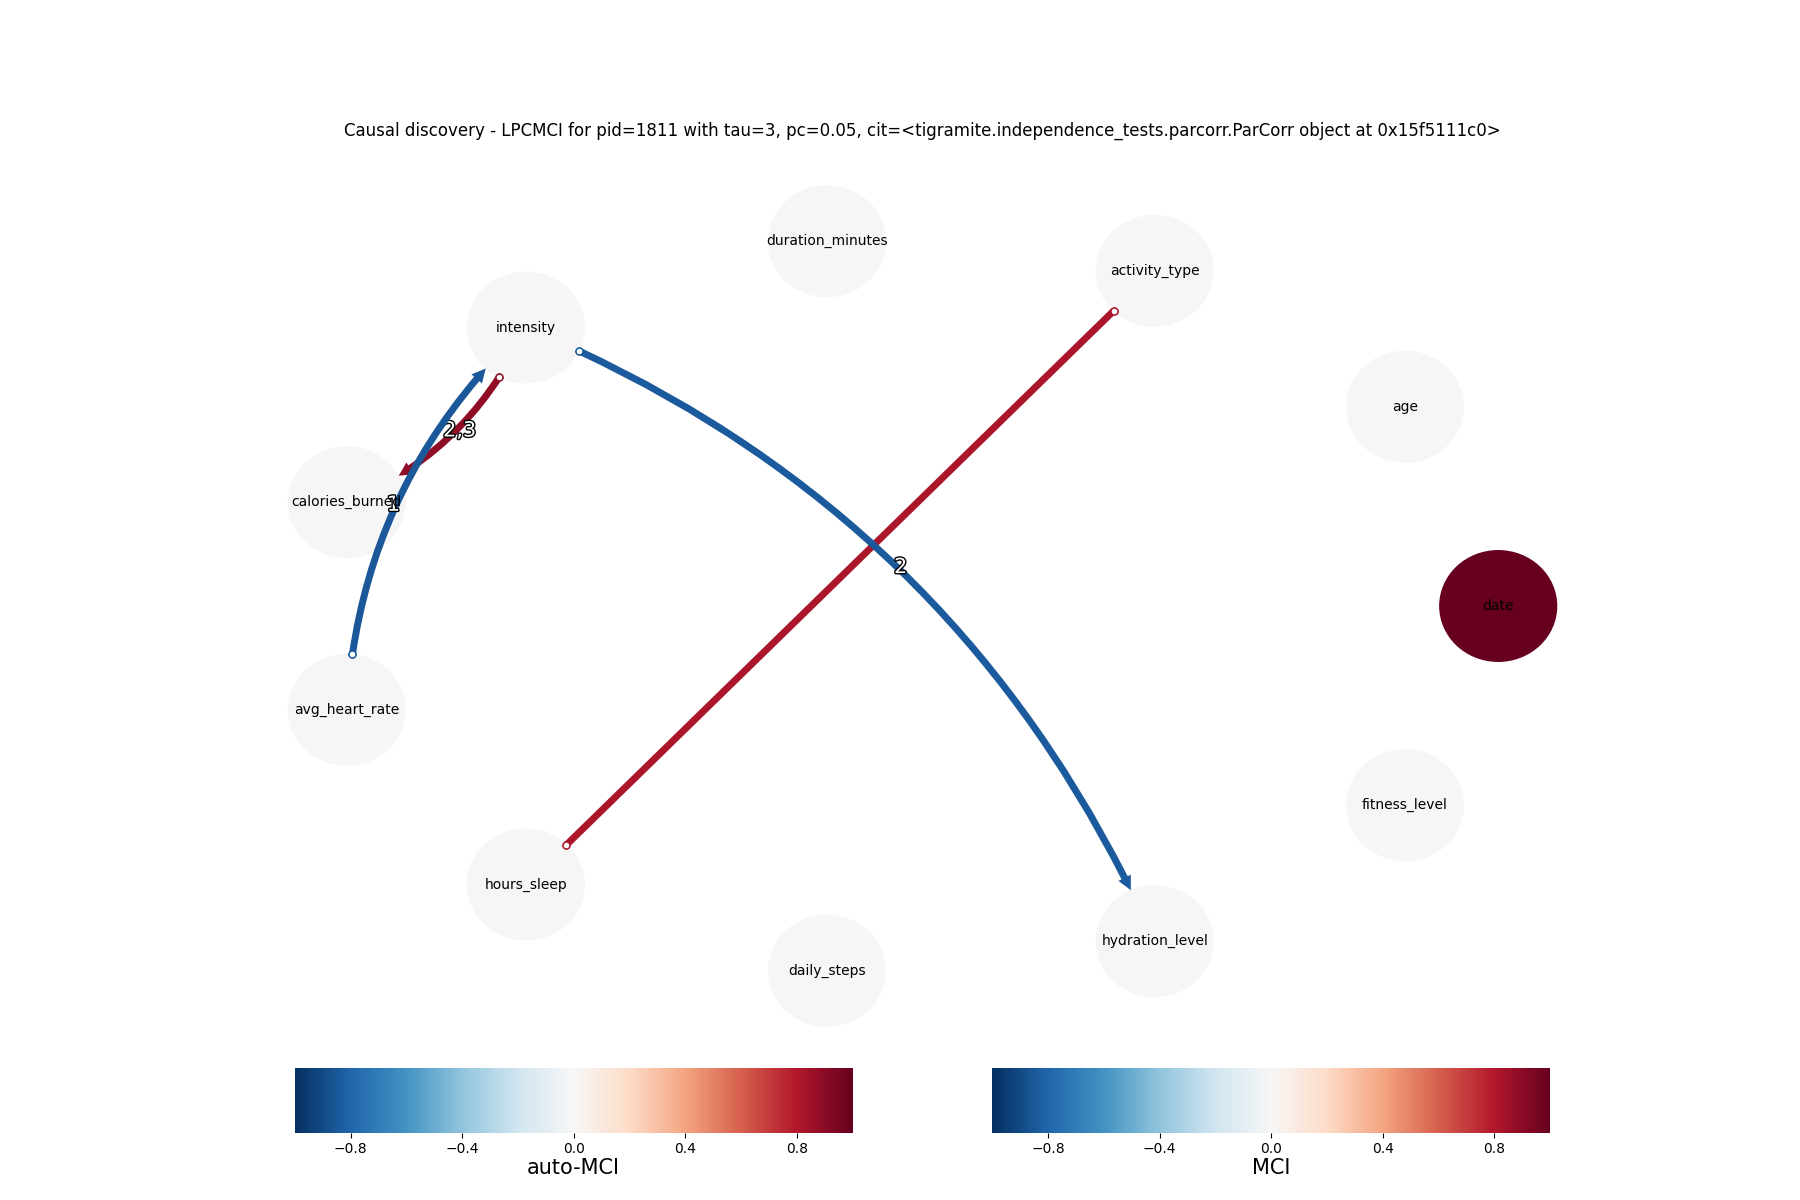 Causal discovery - LPCMCI for pid=1811 with tau=3, pc=0.05, cit=<tigramite.independence_tests.parcorr.ParCorr object at 0x15f5111c0>
duration_minutes
activity_type
intensity
age
2,3
calories_burned
1
2
date
avg_heart_rate
fitness_level
hours_sleep
hydration_level
daily_steps
−0.8 −0.4 0.0 0.4 0.8
auto-MCI
−0.8 −0.4 0.0 0.4 0.8
MCI